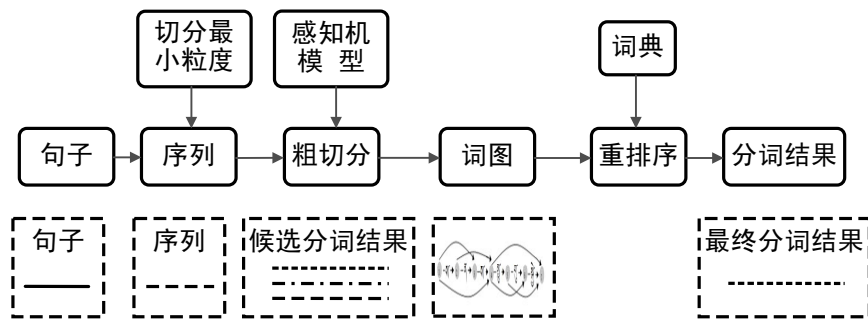 切分最
小粒度
感知机
模 型
词典
句子
序列
粗切分
词图
重排序
分词结果
句子
序列
候选分词结果
最终分词结果